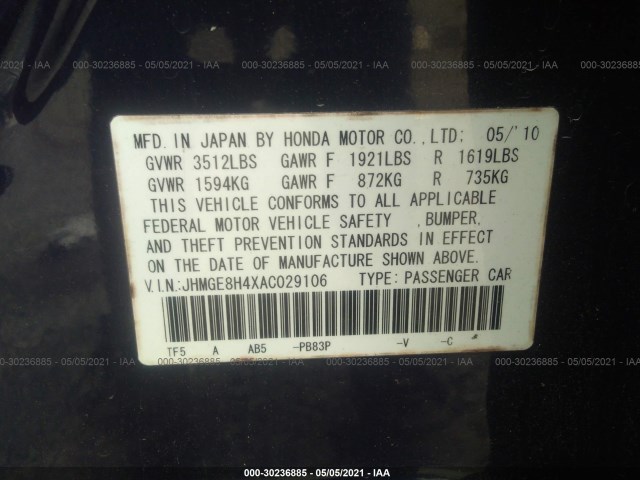 000-30236885 - 05/05/2021 - IAA
MFD. IN JAPAN BY HONDA MOTOR CO.,LTD: 05/'10
GVWR 3512LBS GAWR F 1921LBS R 1619LBS
GVWR 1594KG GAWR F 872KG R 735KG
THIS VEHICLE CONFORMS TO ALL APPLICABLE
FEDERAL MOTOR VEHICLE SAFETY , BUMPER,
AND THEFT PREVENTION STANDARDS IN EFFECT
ON THE DATE OF MANUFACTURE SHOWN ABOVE.
V.I.N.:JHMGE8H4XAC029106 TYPE: PASSENGER CAR
TF5 A AB5 -PB83P -V -C
000-30236885 - 05/05/2021 - IAA